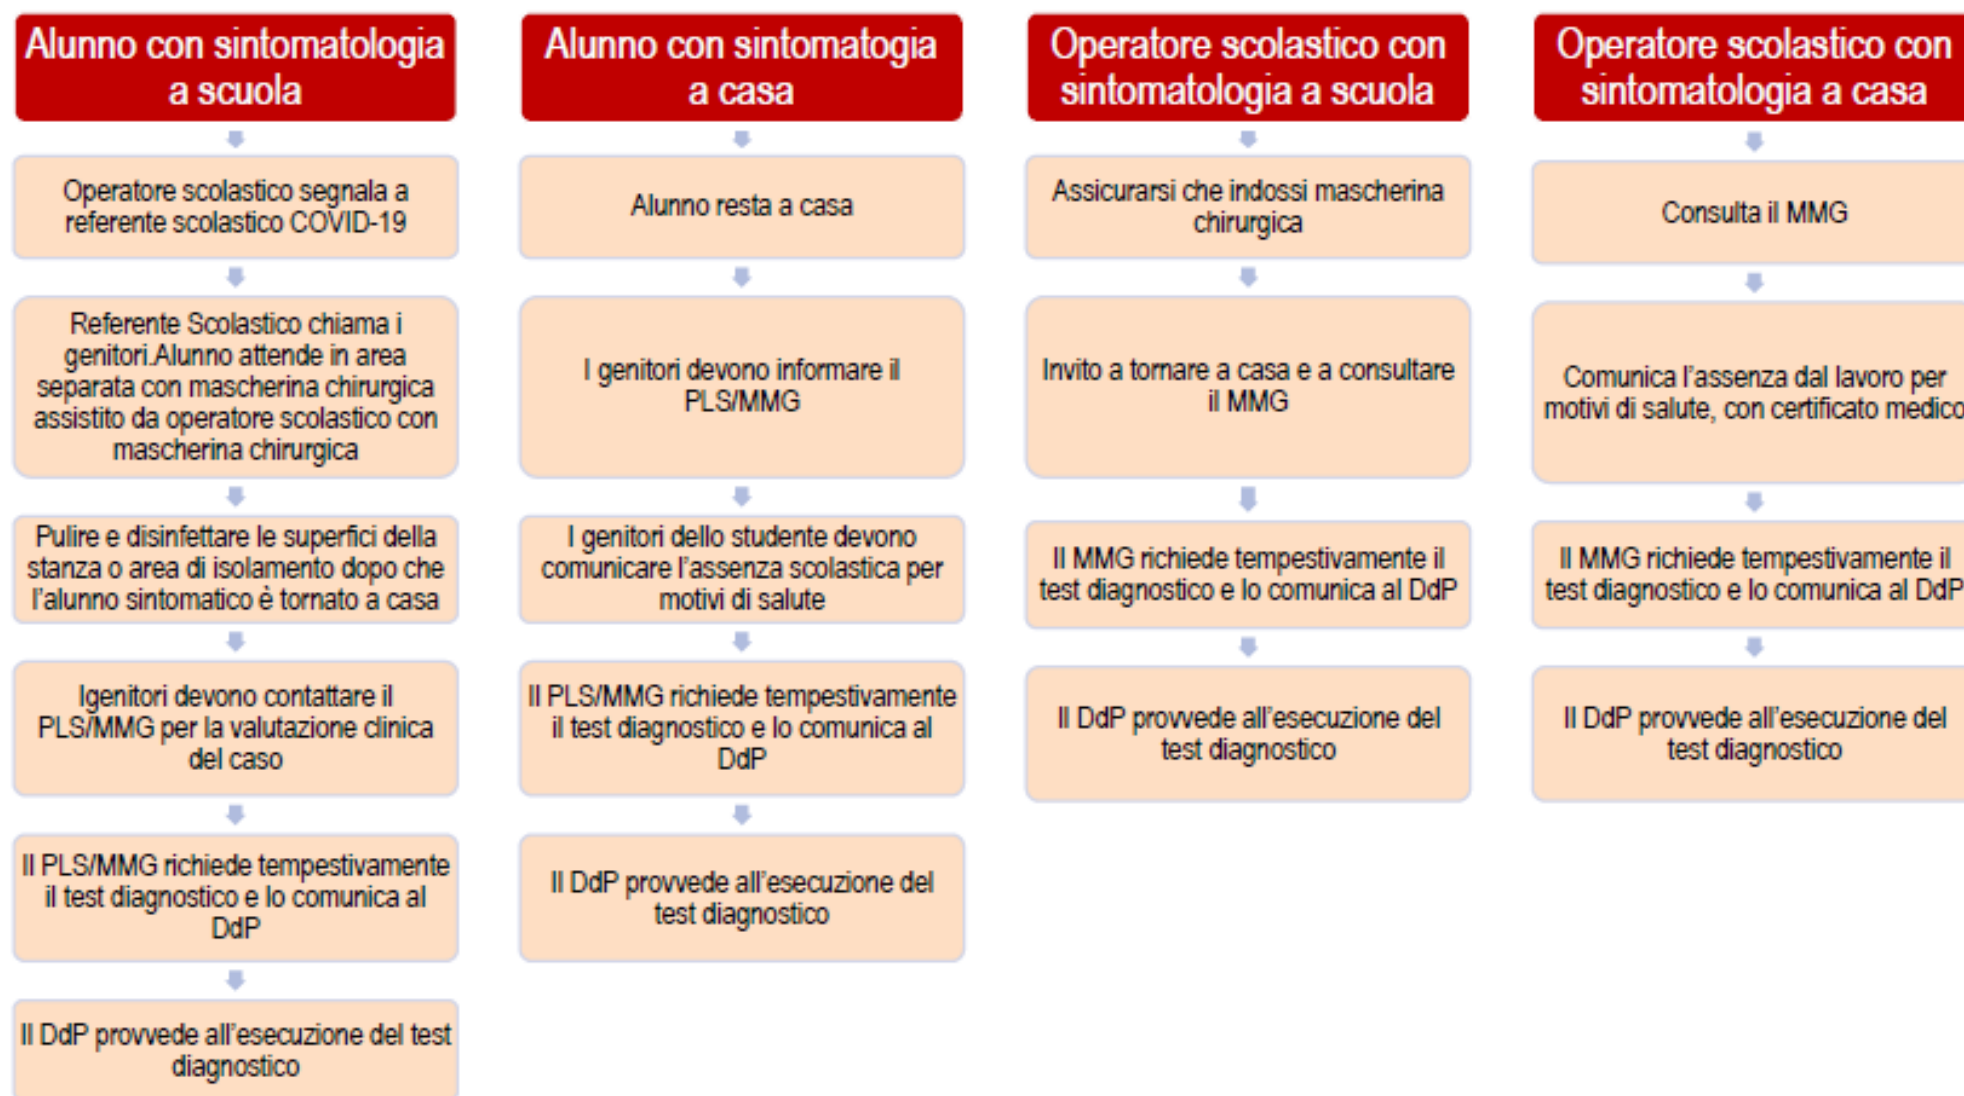 Alunno con sintomatologia
a scuola
Operatore scolastico segnala a
referente scolastico COVID-19
Referente Scolastico chiama i
genitori.Alunno attende in area
separata con mascherina chirurgica
assistito da operatore scolastico con
mascherina chirurgica
Pulire e disinfettare le superfici della
stanza o area di isolamento dopo che
l'alunno sintomatico è tornato a casa
Igenitori devono contattare il
PLS/MMG per la valutazione clinica
del caso
Il PLS/MMG richiede tempestivamente
il test diagnostico e lo comunica al
DdP
Il DdP provvede all'esecuzione del test
diagnostico
Alunno con sintomatogia
a casa
Alunno resta a casa
I genitori devono informare il
PLS/MMG
I genitori dello studente devono
comunicare l'assenza scolastica per
motivi di salute
Il PLS/MMG richiede tempestivamente
il test diagnostico e lo comunica al
DdP
Il DdP provvede all'esecuzione del
test diagnostico
Operatore scolastico con
sintomatologia a scuola
Assicurarsi che indossi mascherina
chirurgica
Invito a tornare a casa e a consultare
il MMG
Il MMG richiede tempestivamente il
test diagnostico e lo comunica al DdP
Il DdP provvede all'esecuzione del
test diagnostico
Operatore scolastico con
sintomatologia a casa
Consulta il MMG
Comunica l'assenza dal lavoro per
motivi di salute, con certificato medico
Il MMG richiede tempestivamente il
test diagnostico e lo comunica al DdP
Il DdP provvede all'esecuzione del
test diagnostico